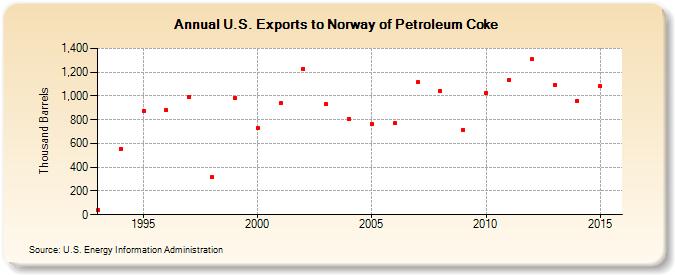 Annual U.S. Exports to Norway of Petroleum Coke
Thousand Barrels
1,400
1,200
1,000
800
600
400
200
0
1995 2000 2005 2010 2015
Source: U.S. Energy Information Administration